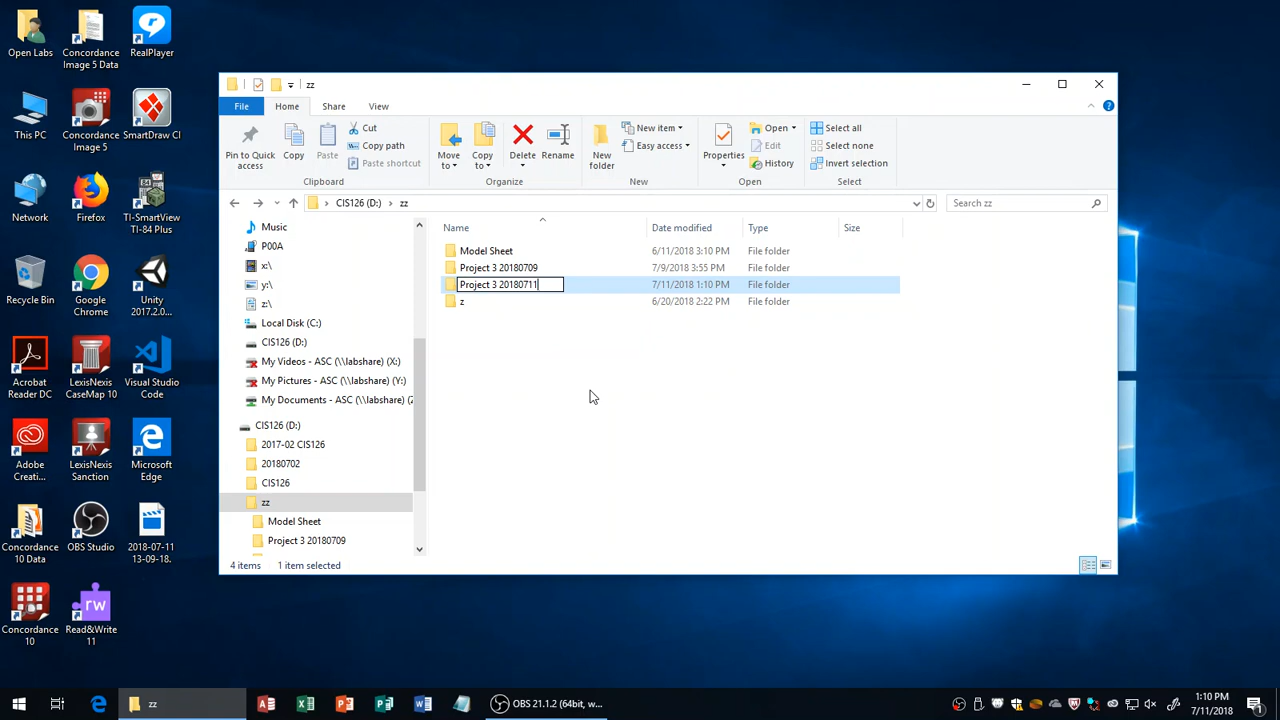 Open Labs
Concordance
Image 5 Data
RealPlayer
This PC
Concordance
Image 5
SmartDraw CI
Network
Firefox
TI-SmartView
TI-84 Plus
Recycle Bin
Google
Chrome
Unity
2017.2.0...
Acrobat
Reader DC
LexisNexis
CaseMap 10
Visual Studio
Code
Adobe
Creati...
LexisNexis
Sanction
Microsoft
Edge
Concordance
10 Data
OBS Studio
2018-07-11
13-09-18.
Concordance
10
Read&Write
11
zz
File Home Share View
Pin to Quick
access
Copy
Paste
Cut
Copy path
Paste shortcut
Clipboard
Move
to
Copy
to
Delete
Rename
Organize
New
folder
New item
Easy access
New
Properties
Open
Edit
History
Open
Select all
Select none
Invert selection
Select
CIS126 (D:) > zz
Search zz
Music
P00A
x:\
y:\
z:\
Local Disk (C:)
CIS126 (D:)
My Videos - ASC (\\labshare) (X:)
My Pictures - ASC (\\labshare) (Y:)
My Documents - ASC (\\labshare) (Z
CIS126 (D:)
2017-02 CIS126
20180702
CIS126
zz
Model Sheet
Project 3 20180709
Name Date modified Type Size
Model Sheet 6/11/2018 3:10 PM File folder
Project 3 20180709 7/9/2018 3:55 PM File folder
Project 3 20180711 7/11/2018 1:10 PM File folder
z 6/20/2018 2:22 PM File folder
4 items 1 item selected
zz
OBS 21.1.2 (64bit, w...
1:10 PM
7/11/2018